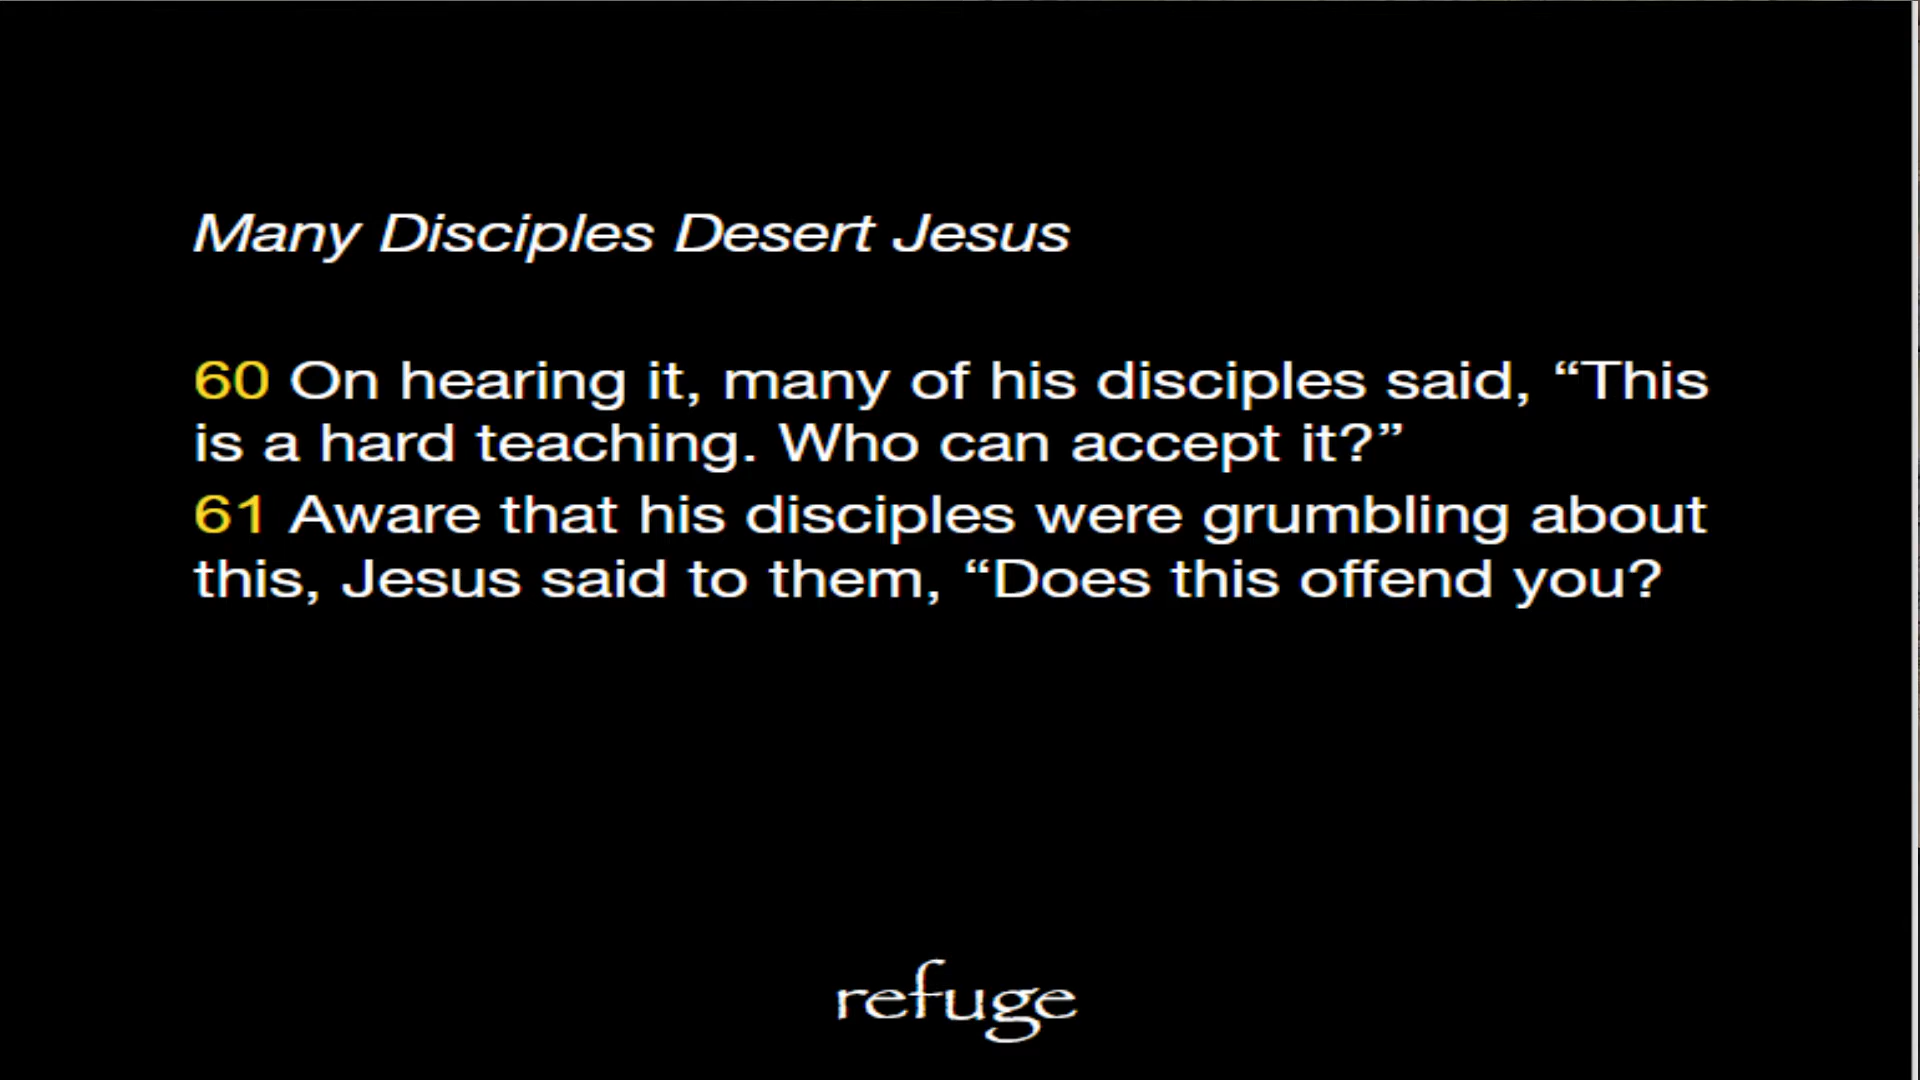 Many Disciples Desert Jesus
60 On hearing it, many of his disciples said, “This
is a hard teaching. Who can accept it?”
61 Aware that his disciples were grumbling about
this, Jesus said to them, “Does this offend you?
refuge